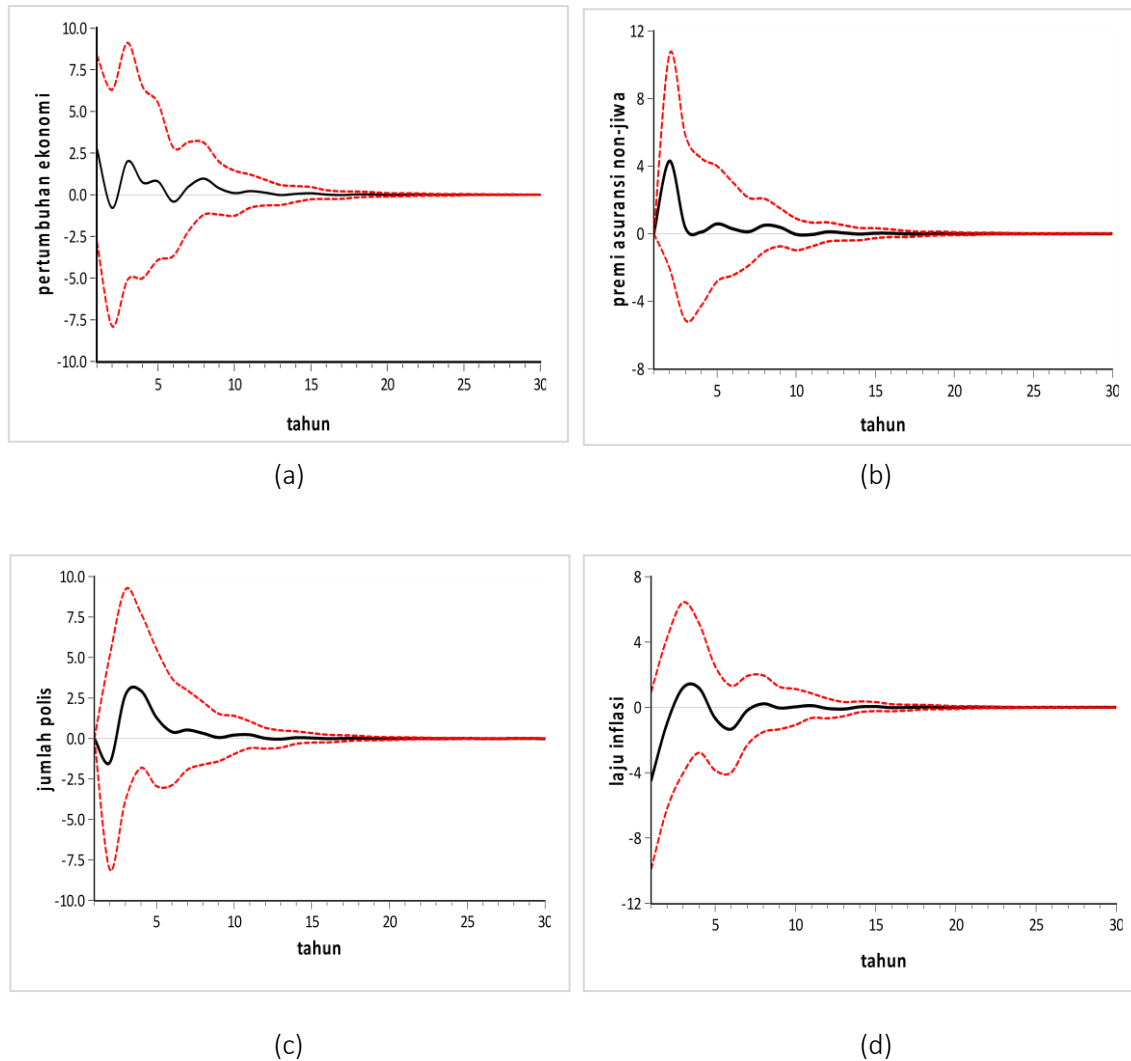 pertumbuhan ekonomi
10.0
7.5
5.0
2.5
0.0
-2.5
-5.0
-7.5
-10.0
5 10 15 20 25 30
tahun
(a)
premi asuransi non-jiwa
12
8
4
0
-4
-8
5 10 15 20 25 30
tahun
(b)
jumlah polis
10.0
7.5
5.0
2.5
0.0
-2.5
-5.0
-7.5
-10.0
5 10 15 20 25 30
tahun
(c)
laju inflasi
8
4
0
-4
-8
-12
5 10 15 20 25 30
tahun
(d)